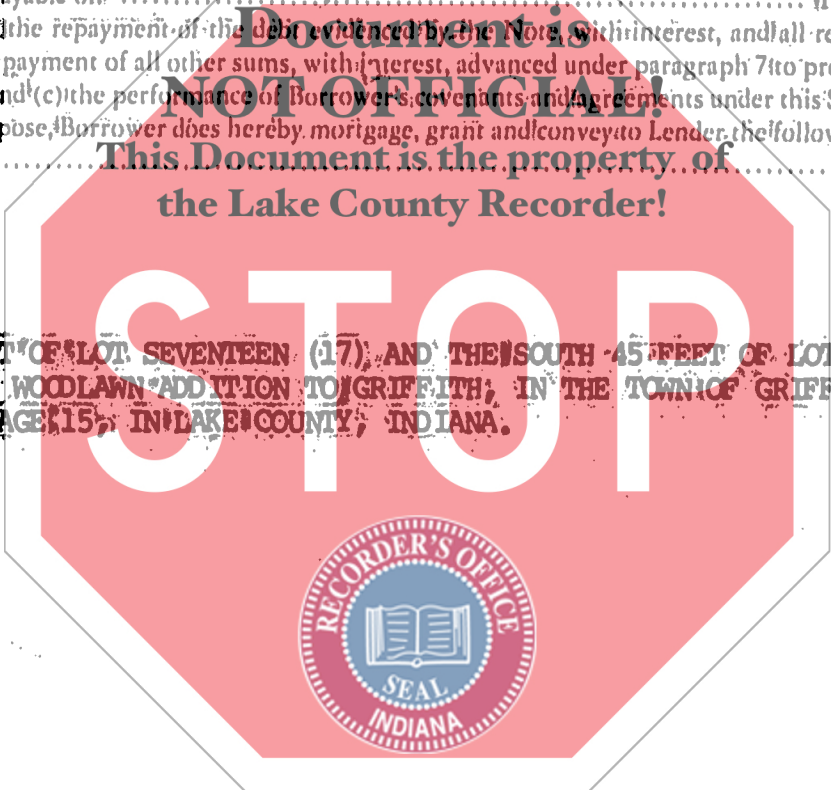 Document is
the repayment of the debt evidenced by the Note, with interest, and all re
payment of all other sums, with interest, advanced under paragraph 7 to pr
NOT OFFICIAL!
nd (c) the performance of Borrower's covenants and agreements under this
pose, Borrower does hereby mortgage, grant and convey to Lender the follow
This Document is the property of
the Lake County Recorder!
STOP
OF LOT SEVENTEEN (17) AND THE SOUTH 45 FEET OF LOT
WOODLAWN ADDITION TO GRIFFITH, IN THE TOWN OF GRIFF
AGE 15, IN LAKE COUNTY, INDIANA.
RECORDER'S OFFICE
SEAL
INDIANA